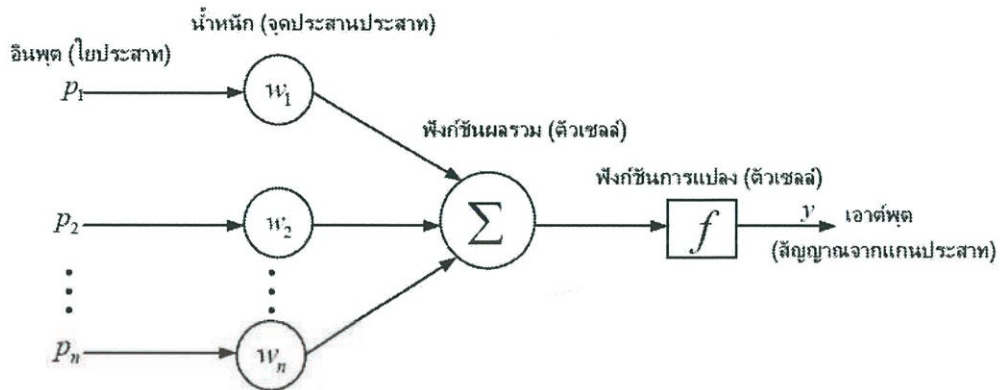 น้ำหนัก (จุดประสานประสาท)
อินพุต (ใยประสาท)
p₁
w₁
ฟังก์ชันผลรวม (ตัวเซลล์)
ฟังก์ชันการแปลง (ตัวเซลล์)
p₂
w₂
Σ
f
y
เอาต์พุต
(สัญญาณจากแกนประสาท)
pₙ
wₙ